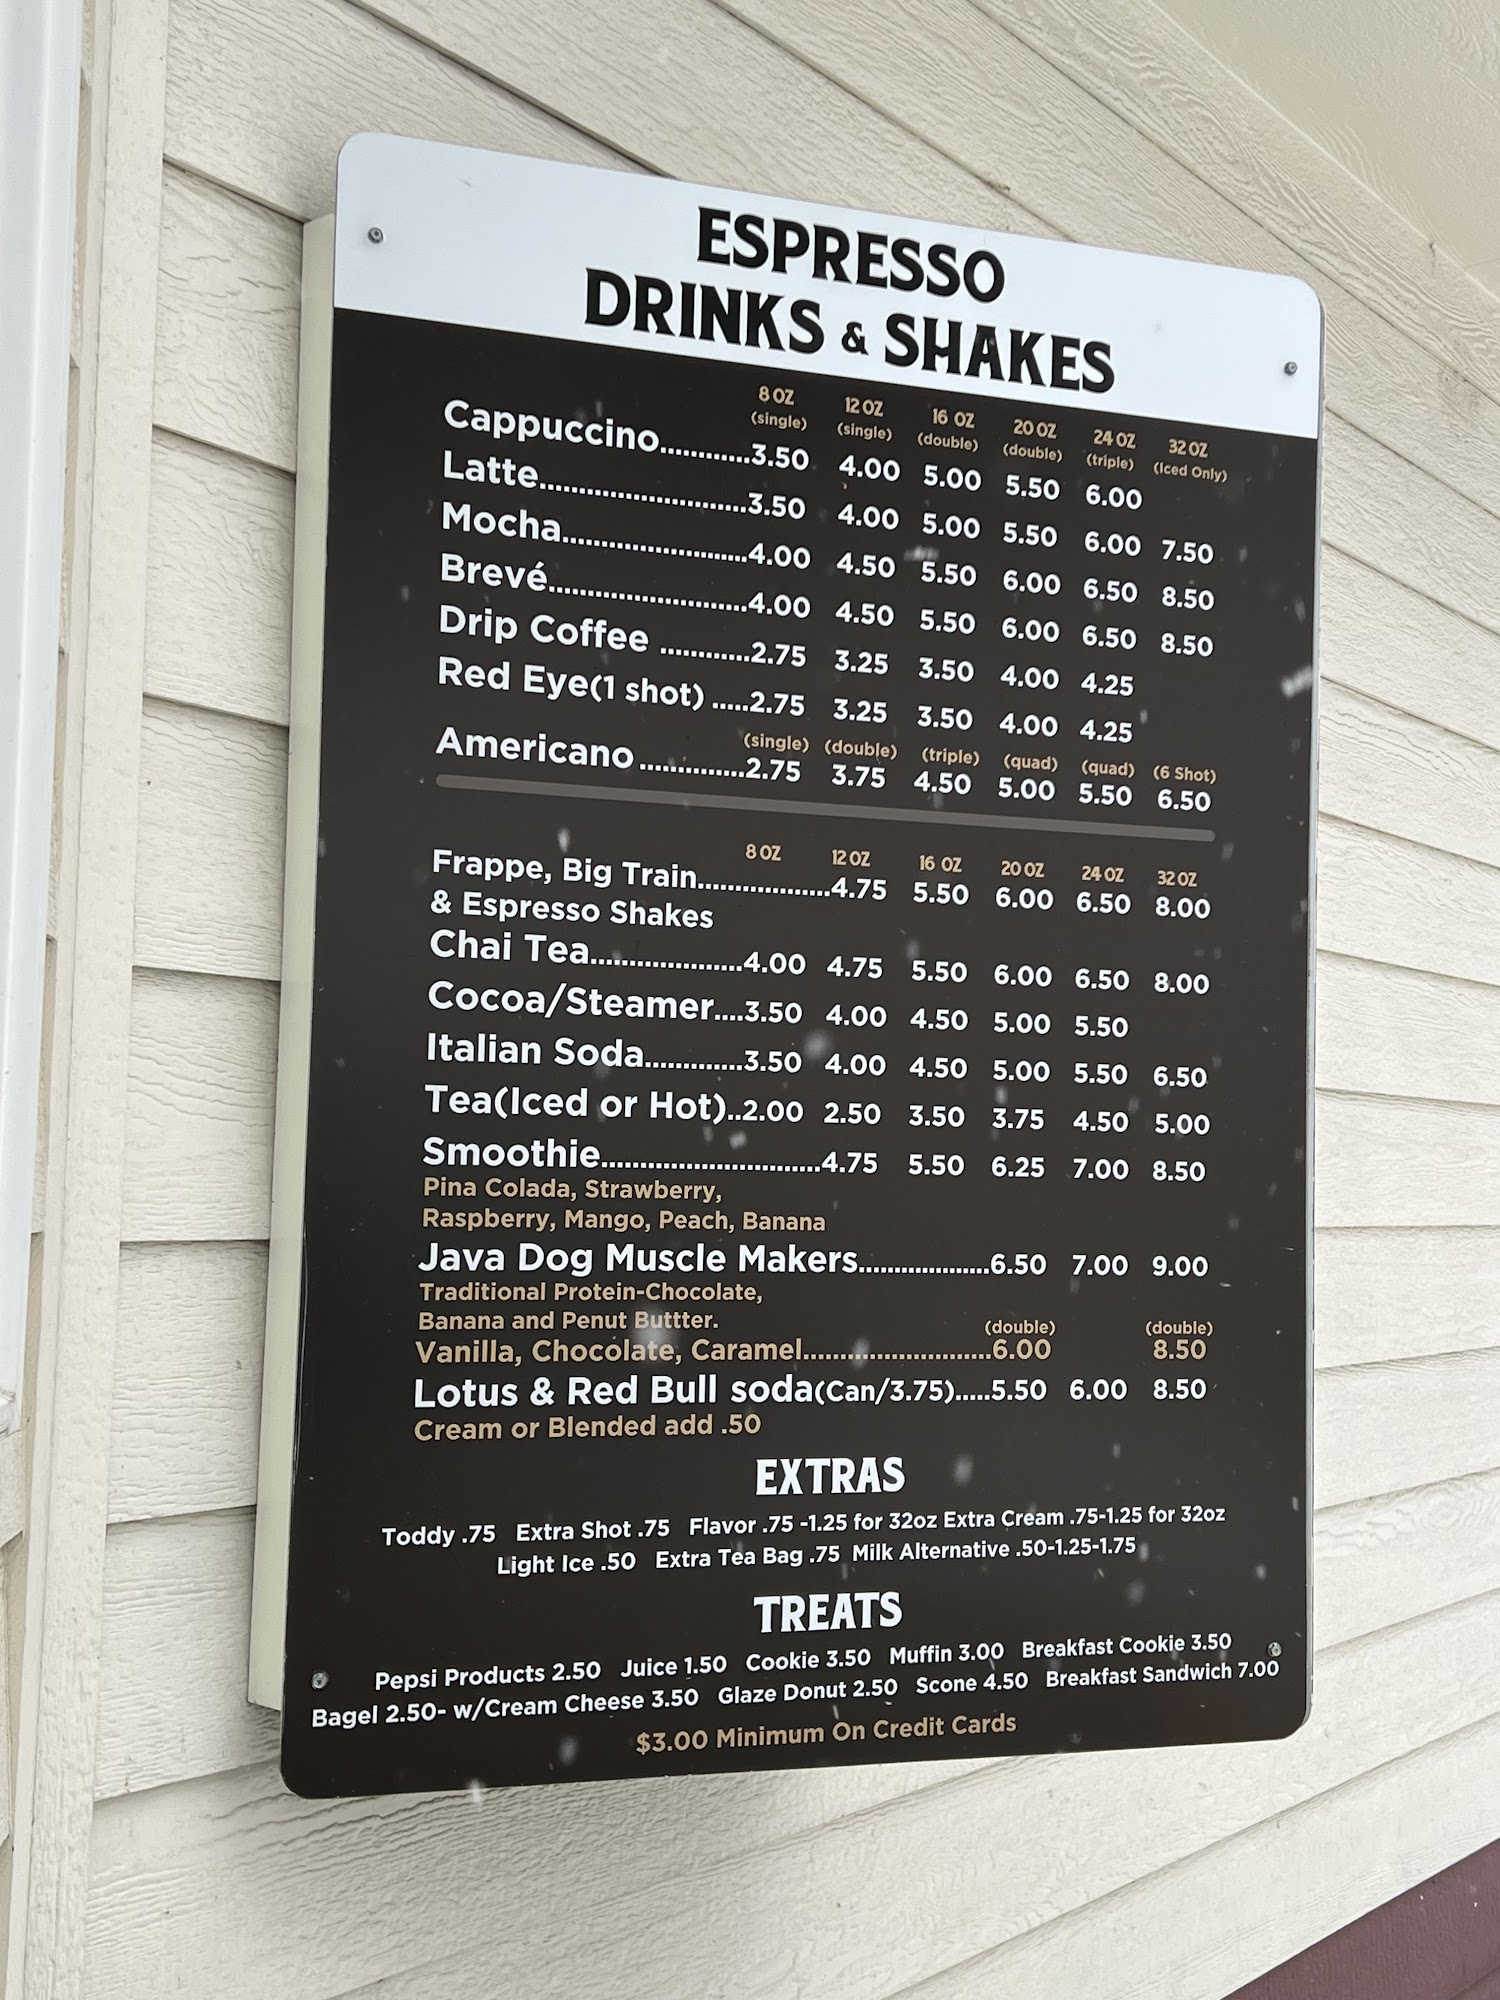 ESPRESSO
DRINKS & SHAKES
8 OZ 12 OZ 16 OZ 20 OZ 24 OZ 32 OZ
(single) (single) (double) (double) (triple) (Iced Only)
Cappuccino............3.50 4.00 5.00 5.50 6.00
Latte..........................3.50 4.00 5.00 5.50 6.00 7.50
Mocha.......................4.00 4.50 5.50 6.00 6.50 8.50
Brevé.........................4.00 4.50 5.50 6.00 6.50 8.50
Drip Coffee ............2.75 3.25 3.50 4.00 4.25
Red Eye(1 shot) .....2.75 3.25 3.50 4.00 4.25
(single) (double) (triple) (quad) (quad) (6 Shot)
Americano ..............2.75 3.75 4.50 5.00 5.50 6.50
8 OZ 12 OZ 16 OZ 20 OZ 24 OZ 32 OZ
Frappe, Big Train..................4.75 5.50 6.00 6.50 8.00
& Espresso Shakes
Chai Tea....................4.00 4.75 5.50 6.00 6.50 8.00
Cocoa/Steamer....3.50 4.00 4.50 5.00 5.50
Italian Soda.............3.50 4.00 4.50 5.00 5.50 6.50
Tea(Iced or Hot)..2.00 2.50 3.50 3.75 4.50 5.00
Smoothie.............................4.75 5.50 6.25 7.00 8.50
Pina Colada, Strawberry,
Raspberry, Mango, Peach, Banana
Java Dog Muscle Makers...................6.50 7.00 9.00
Traditional Protein-Chocolate,
Banana and Penut Buttter.
(double) (double)
Vanilla, Chocolate, Caramel..........................6.00 8.50
Lotus & Red Bull soda(Can/3.75).....5.50 6.00 8.50
Cream or Blended add .50
EXTRAS
Toddy .75 Extra Shot .75 Flavor .75 -1.25 for 32oz Extra Cream .75-1.25 for 32oz
Light Ice .50 Extra Tea Bag .75 Milk Alternative .50-1.25-1.75
TREATS
Pepsi Products 2.50 Juice 1.50 Cookie 3.50 Muffin 3.00 Breakfast Cookie 3.50
Bagel 2.50- w/Cream Cheese 3.50 Glaze Donut 2.50 Scone 4.50 Breakfast Sandwich 7.00
$3.00 Minimum On Credit Cards